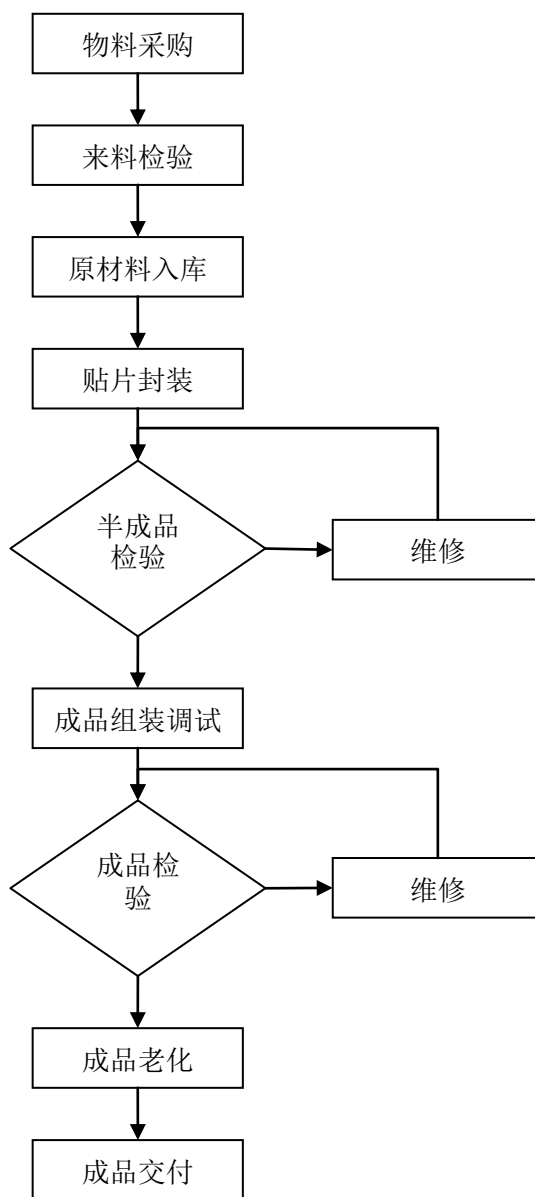 物料采购
来料检验
原材料入库
贴片封装
半成品
检验
维修
成品组装调试
成品检
验
维修
成品老化
成品交付